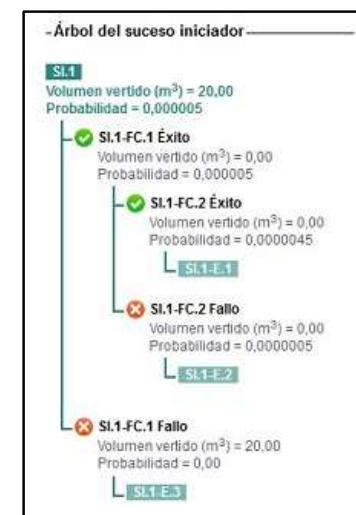 Árbol del suceso iniciador
SI.1
Volumen vertido (m³) = 20,00
Probabilidad = 0,000005
SI.1-FC.1 Éxito
Volumen vertido (m³) = 0,00
Probabilidad = 0,000005
SI.1-FC.2 Éxito
Volumen vertido (m³) = 0,00
Probabilidad = 0,0000045
SI.1-E.1
SI.1-FC.2 Fallo
Volumen vertido (m³) = 0,00
Probabilidad = 0,0000005
SI.1-E.2
SI.1-FC.1 Fallo
Volumen vertido (m³) = 20,00
Probabilidad = 0,00
SI.1-E.3